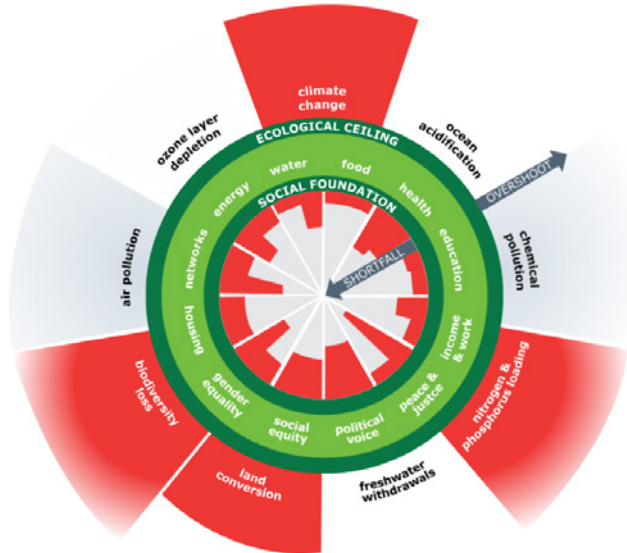 climate
change
ECOLOGICAL CEILING
ozone layer
depletion
ocean
acidification
OVERSHOOT
water
food
energy
health
SOCIAL FOUNDATION
networks
education
SHORTFALL
air pollution
chemical
pollution
housing
income
& work
gender
equality
peace &
justce
social
equity
political
voice
biodiversity
loss
nitrogen &
phosphorus loading
land
conversion
freshwater
withdrawals